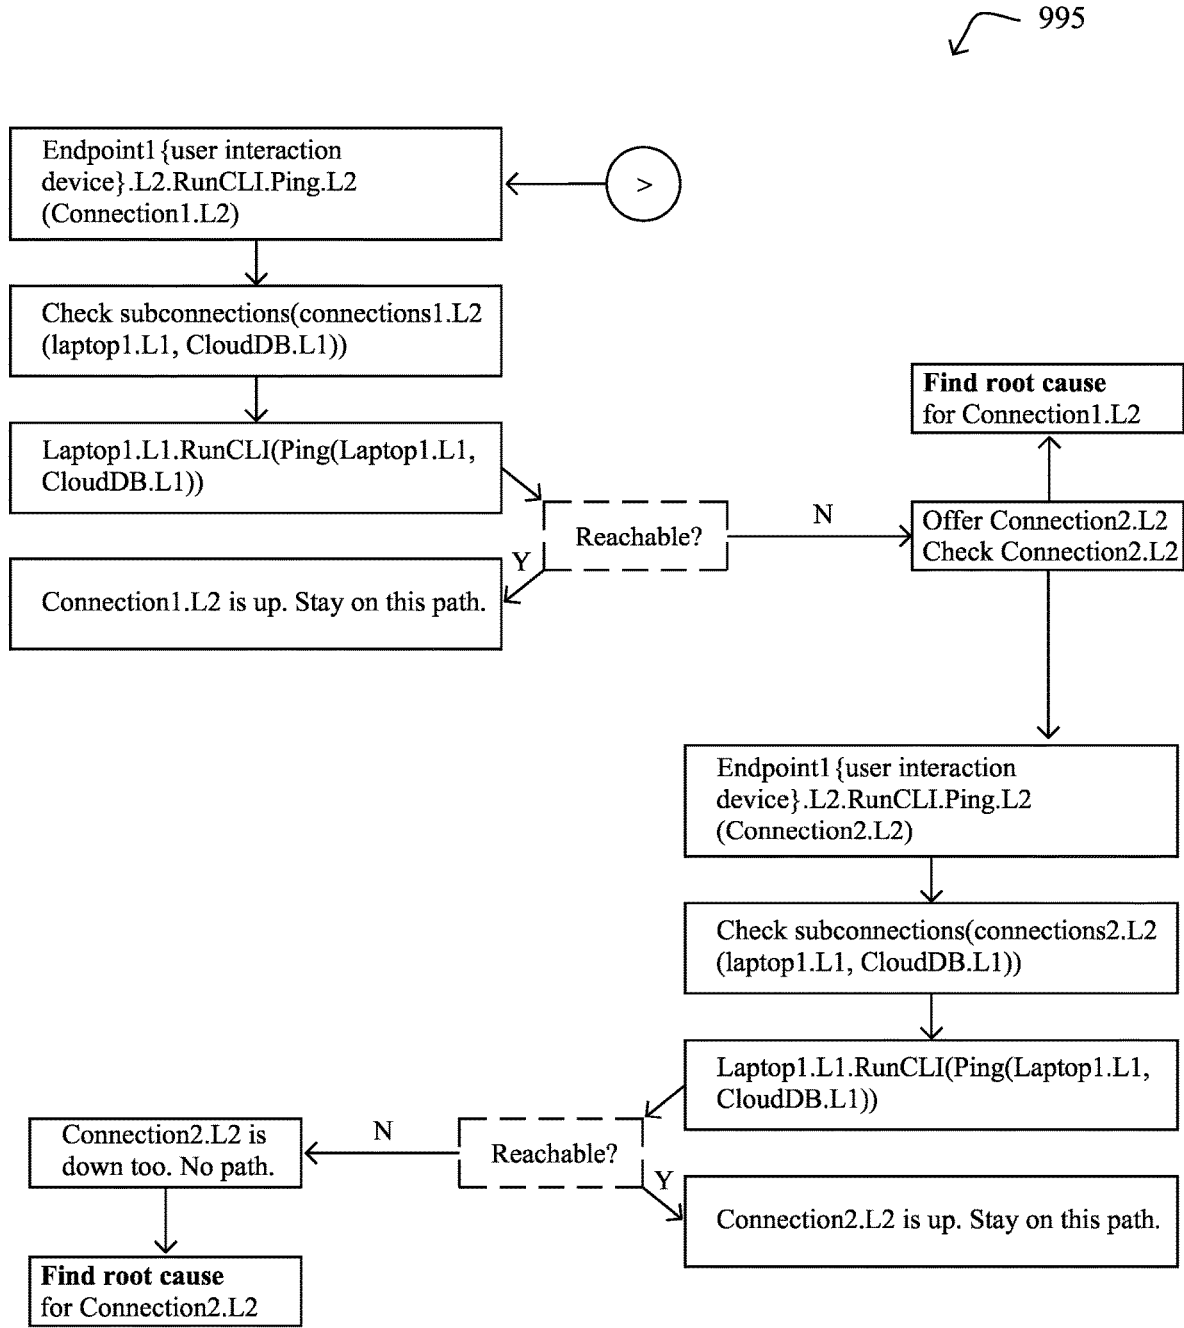 995
Endpoint1{user interaction
device}.L2.RunCLI.Ping.L2
(Connection1.L2)
>
Check subconnections(connections1.L2
(laptop1.L1, CloudDB.L1))
Find root cause
for Connection1.L2
Laptop1.L1.RunCLI(Ping(Laptop1.L1,
CloudDB.L1))
Reachable?
N
Offer Connection2.L2
Check Connection2.L2
Y
Connection1.L2 is up. Stay on this path.
Endpoint1{user interaction
device}.L2.RunCLI.Ping.L2
(Connection2.L2)
Check subconnections(connections2.L2
(laptop1.L1, CloudDB.L1))
Laptop1.L1.RunCLI(Ping(Laptop1.L1,
CloudDB.L1))
Reachable?
N
Connection2.L2 is
down too. No path.
Y
Connection2.L2 is up. Stay on this path.
Find root cause
for Connection2.L2